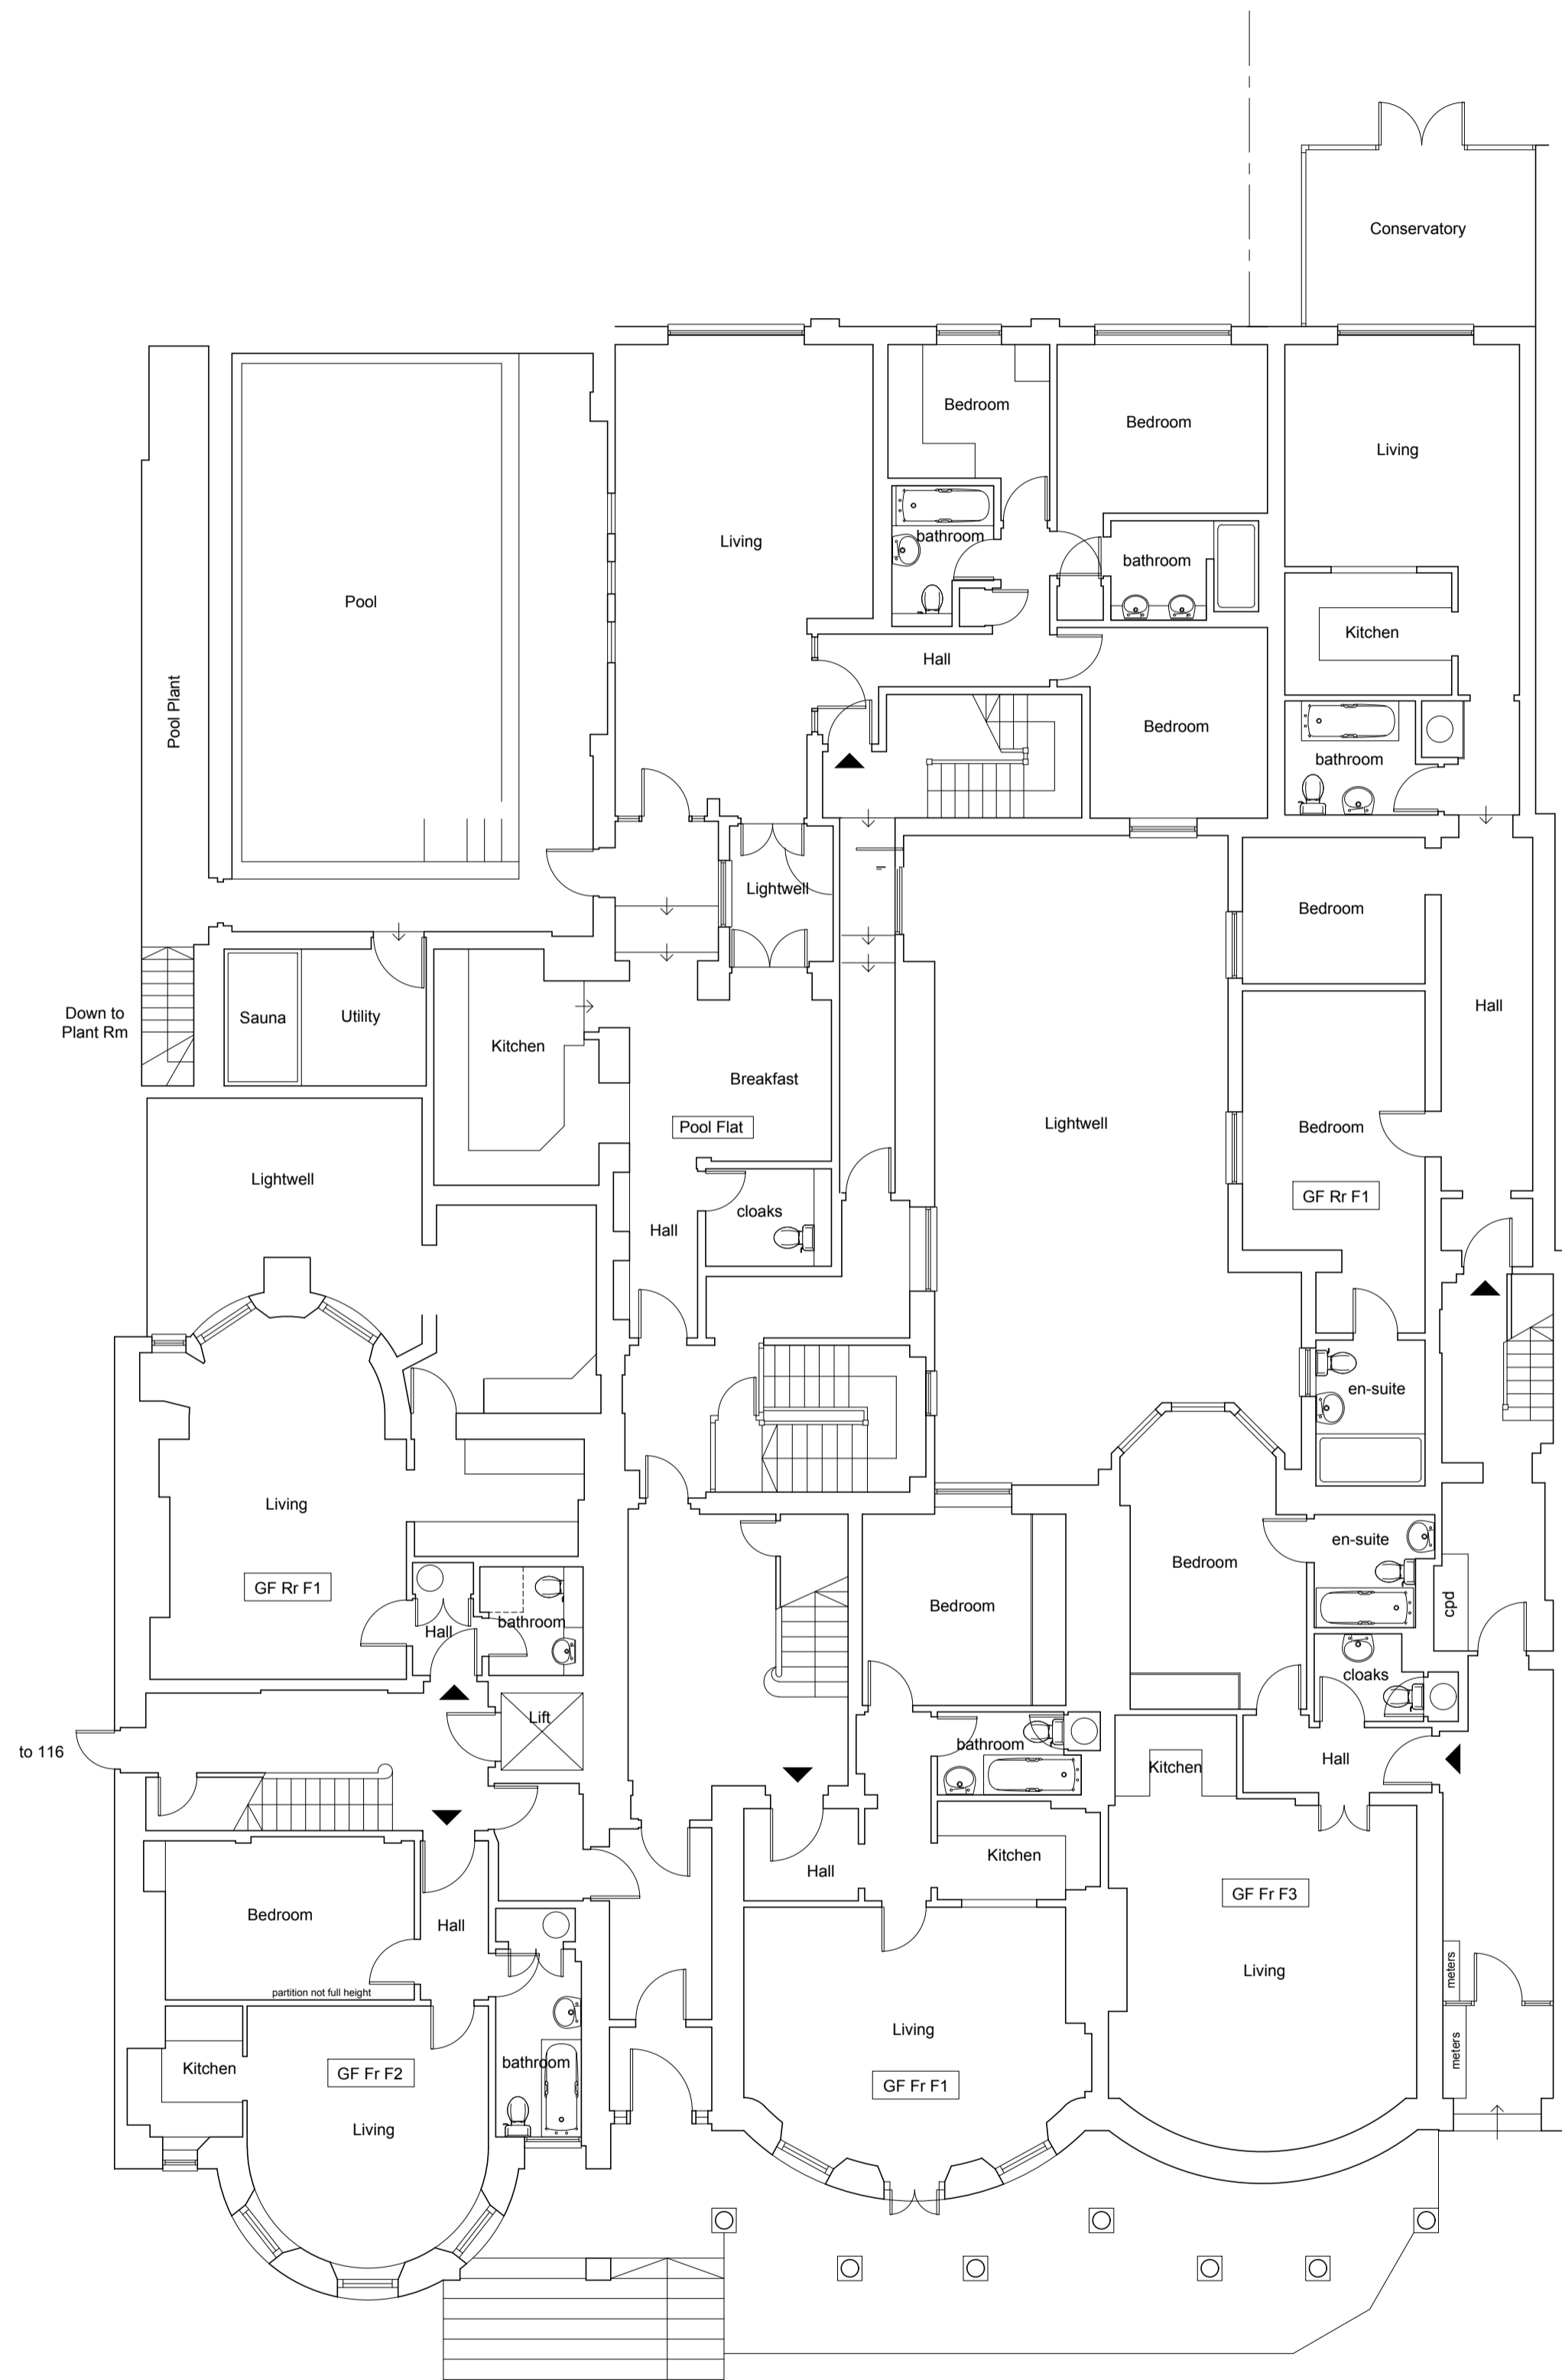 Conservatory
Bedroom
Bedroom
Living
Living
bathroom
bathroom
Pool
Kitchen
Hall
Pool Plant
Bedroom
bathroom
Lightwell
Bedroom
Down to
Plant Rm
Sauna
Utility
Kitchen
Hall
Breakfast
Pool Flat
Lightwell
Bedroom
GF Rr F1
Lightwell
cloaks
Hall
en-suite
Living
GF Rr F1
Hall
bathroom
Bedroom
Bedroom
en-suite
cpd
cloaks
Lift
to 116
bathroom
Kitchen
Hall
Hall
Kitchen
Bedroom
Hall
GF Fr F3
Living
partition not full height
meters
meters
Kitchen
GF Fr F2
bathroom
Living
GF Fr F1
Living